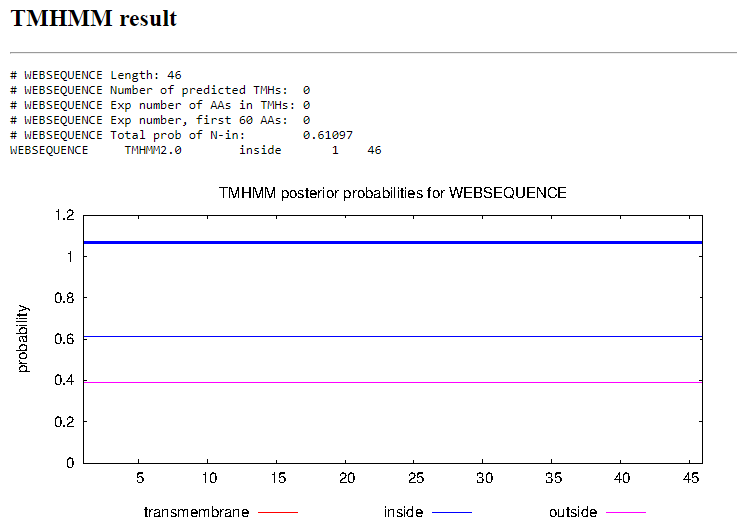 TMHMM result
# WEBSEQUENCE Length: 46
# WEBSEQUENCE Number of predicted TMHs:  0
# WEBSEQUENCE Exp number of AAs in TMHs: 0
# WEBSEQUENCE Exp number, first 60 AAs:  0
# WEBSEQUENCE Total prob of N-in:        0.61097
WEBSEQUENCE     TMHMM2.0        inside       1    46
TMHMM posterior probabilities for WEBSEQUENCE
1.2
1
0.8
0.6
0.4
0.2
0
probability
5 10 15 20 25 30 35 40 45
transmembrane inside outside